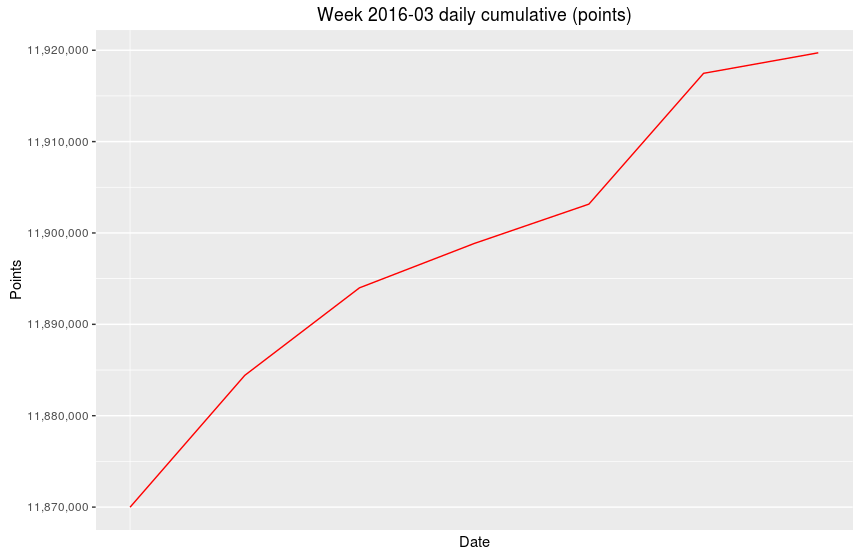 Week 2016-03 daily cumulative (points)
11,920,000
11,910,000
11,900,000
11,890,000
11,880,000
11,870,000
Points
Date